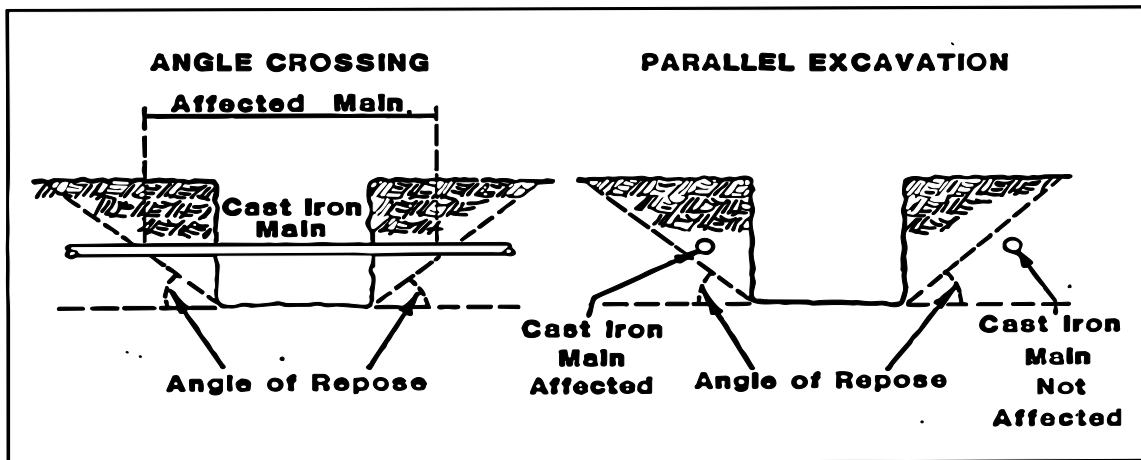 ANGLE CROSSING
Affected Main
Cast Iron
Main
Angle of Repose
PARALLEL EXCAVATION
Cast Iron
Main
Affected
Angle of Repose
Cast Iron
Main
Not
Affected